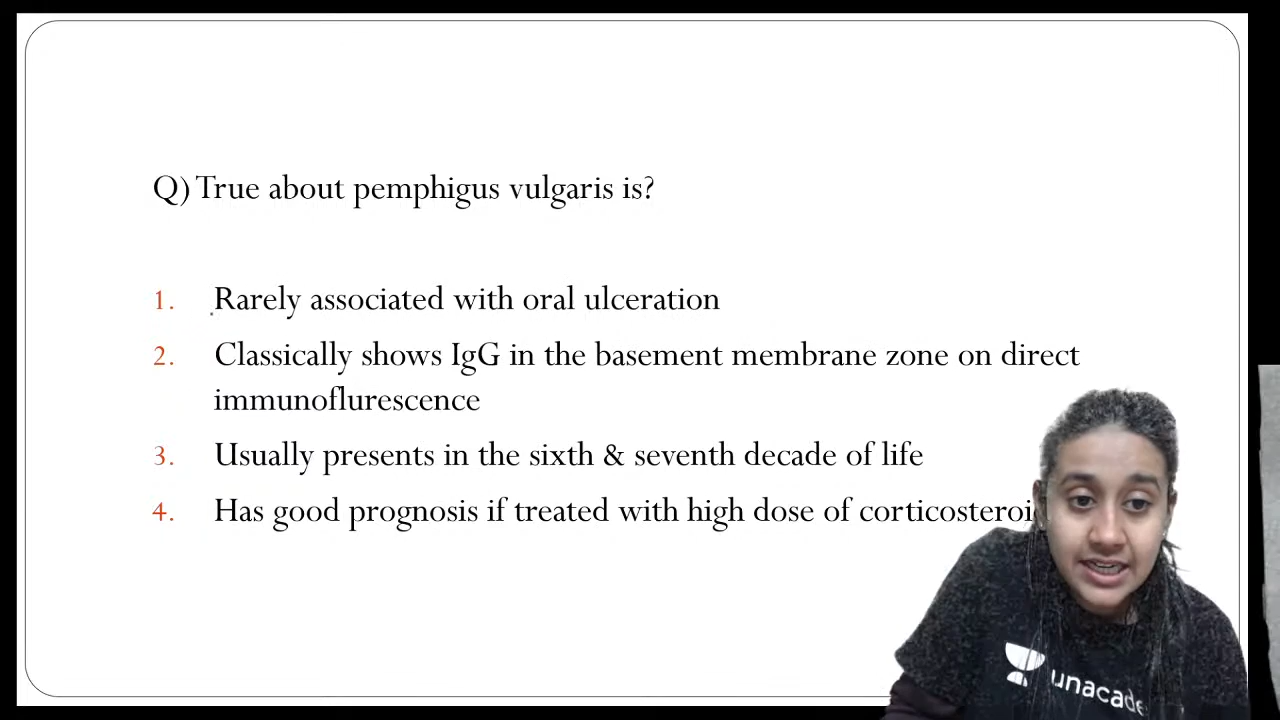 Q) True about pemphigus vulgaris is?
1. Rarely associated with oral ulceration
2. Classically shows IgG in the basement membrane zone on direct
immunoflurescence
3. Usually presents in the sixth & seventh decade of life
4. Has good prognosis if treated with high dose of
unacade